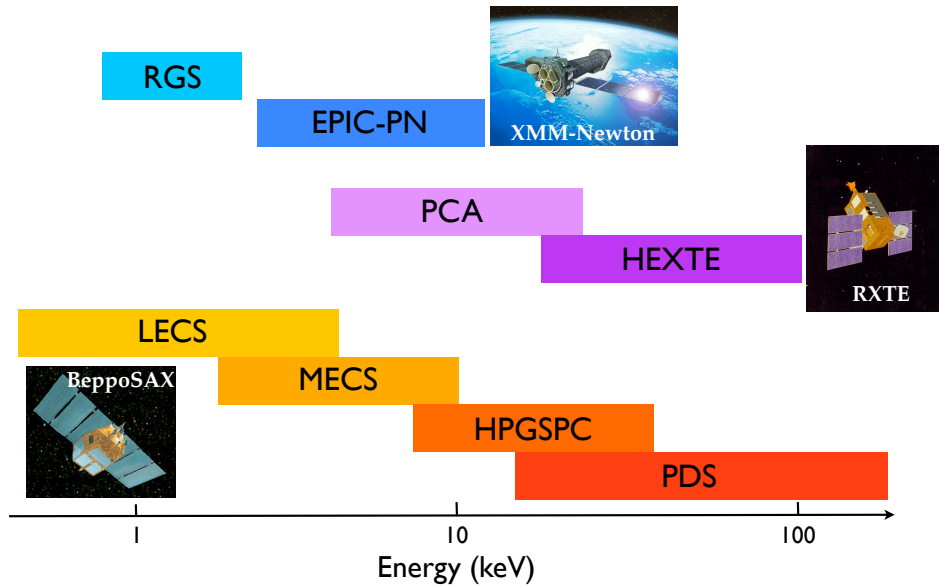 RGS
EPIC-PN
XMM-Newton
PCA
HEXTE
RXTE
LECS
BeppoSAX
MECS
HPGSPC
PDS
1 10 100
Energy (keV)